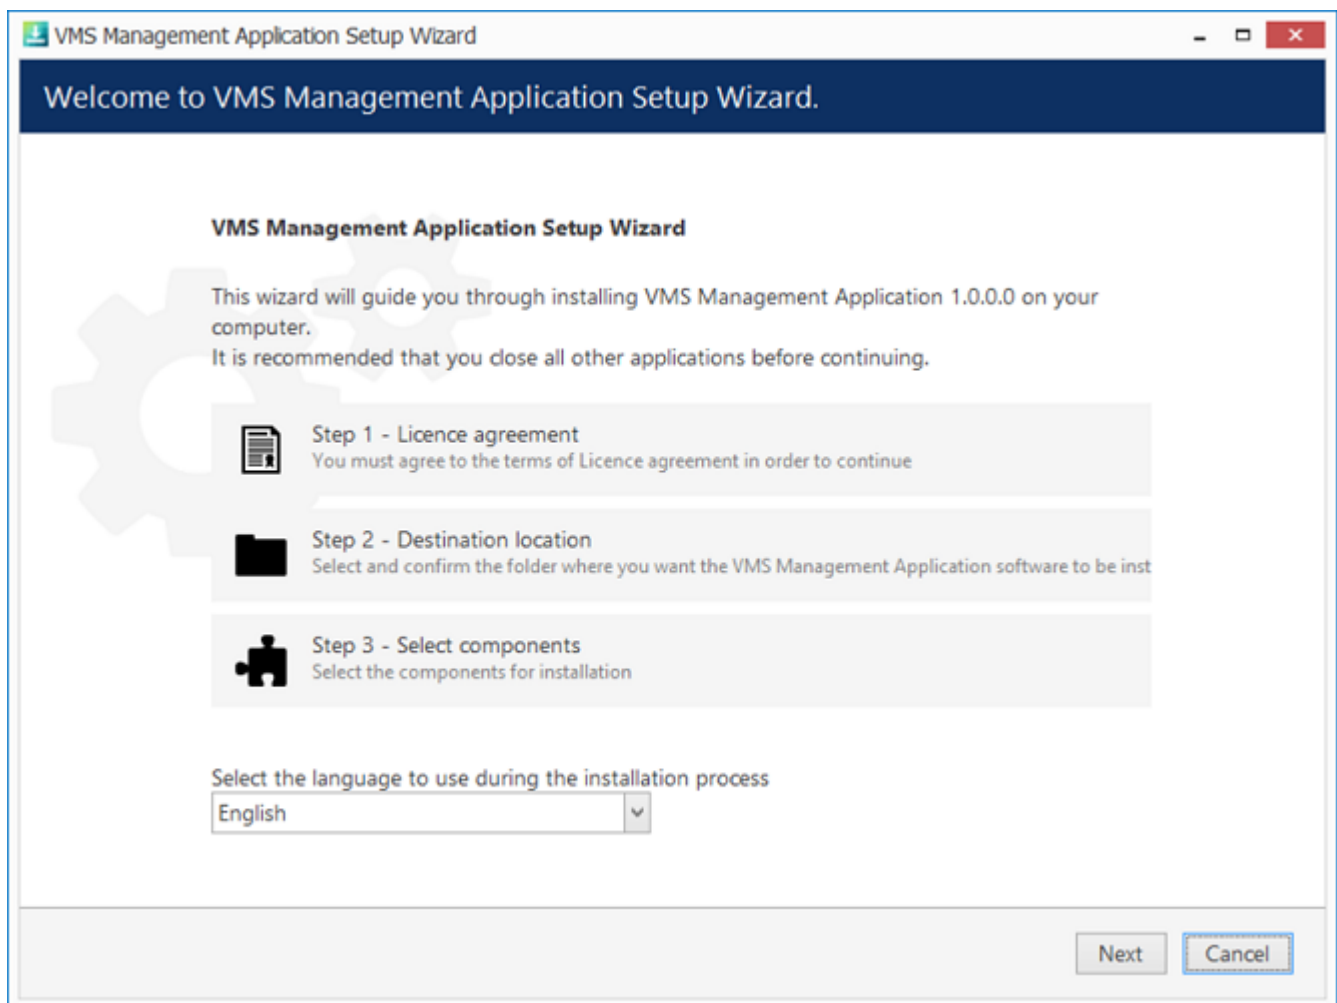 VMS Management Application Setup Wizard
Welcome to VMS Management Application Setup Wizard.
VMS Management Application Setup Wizard
This wizard will guide you through installing VMS Management Application 1.0.0.0 on your
computer.
It is recommended that you close all other applications before continuing.
Step 1 - Licence agreement
You must agree to the terms of Licence agreement in order to continue
Step 2 - Destination location
Select and confirm the folder where you want the VMS Management Application software to be inst
Step 3 - Select components
Select the components for installation
Select the language to use during the installation process
English
Next Cancel